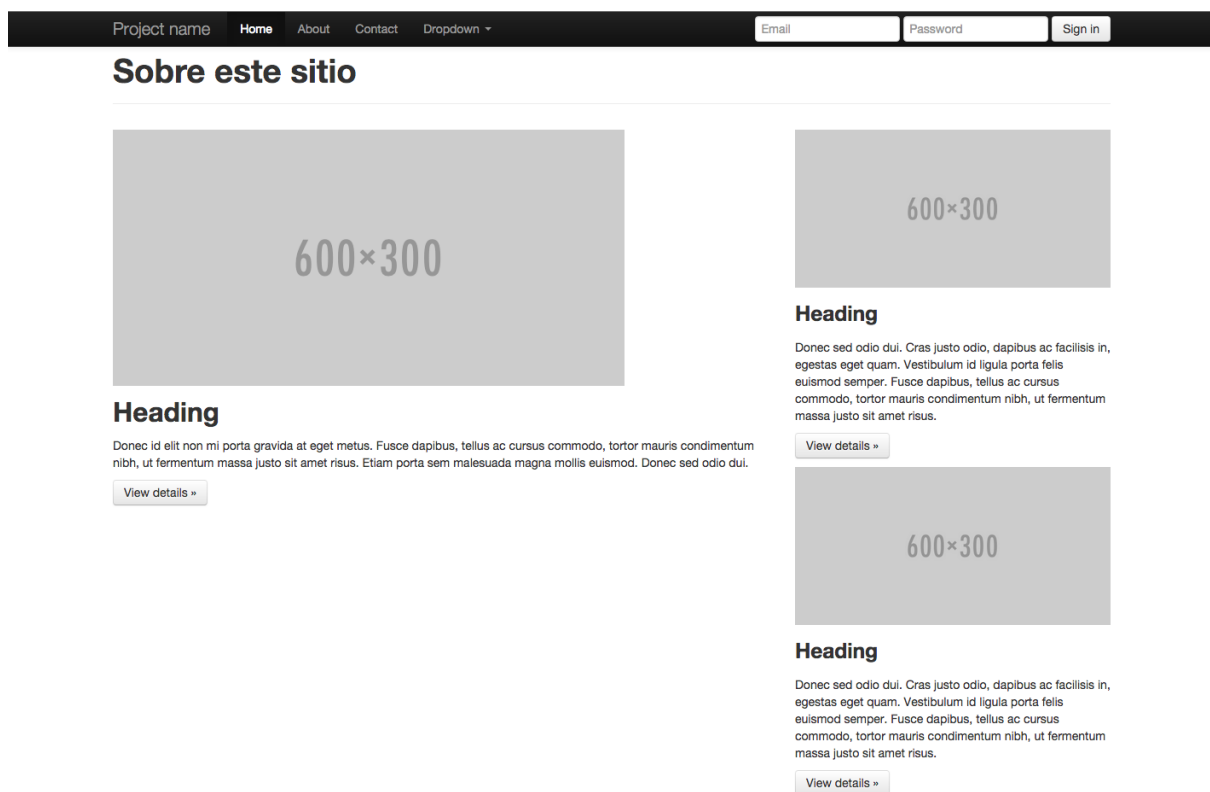 Project name Home About Contact Dropdown Email Password Sign in
Sobre este sitio
600×300
Heading
Donec id elit non mi porta gravida at eget metus. Fusce dapibus, tellus ac cursus commodo, tortor mauris condimentum
nibh, ut fermentum massa justo sit amet risus. Etiam porta sem malesuada magna mollis euismod. Donec sed odio dui.
View details »
600×300
Heading
Donec sed odio dui. Cras justo odio, dapibus ac facilisis in,
egestas eget quam. Vestibulum id ligula porta felis
euismod semper. Fusce dapibus, tellus ac cursus
commodo, tortor mauris condimentum nibh, ut fermentum
massa justo sit amet risus.
View details »
600×300
Heading
Donec sed odio dui. Cras justo odio, dapibus ac facilisis in,
egestas eget quam. Vestibulum id ligula porta felis
euismod semper. Fusce dapibus, tellus ac cursus
commodo, tortor mauris condimentum nibh, ut fermentum
massa justo sit amet risus.
View details »